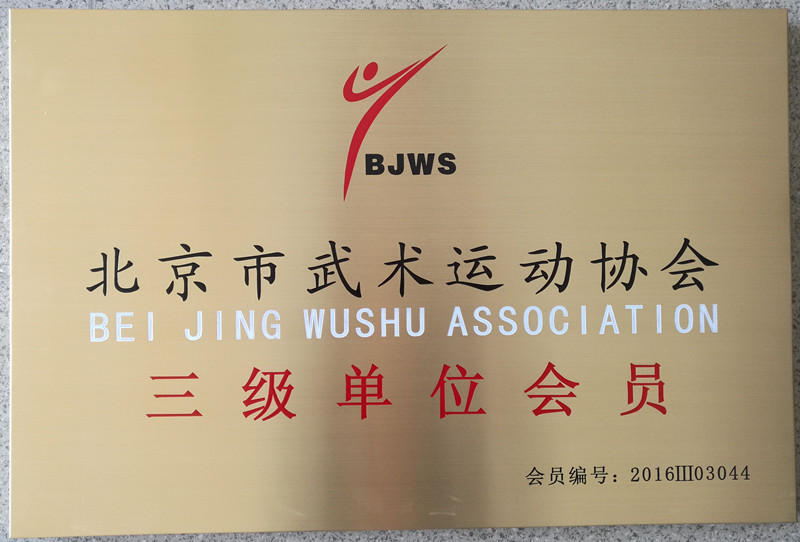 BJWS
北京市武术运动协会
BEI JING WUSHU ASSOCIATION
三级单位会员
会员编号：2016Ⅲ03044